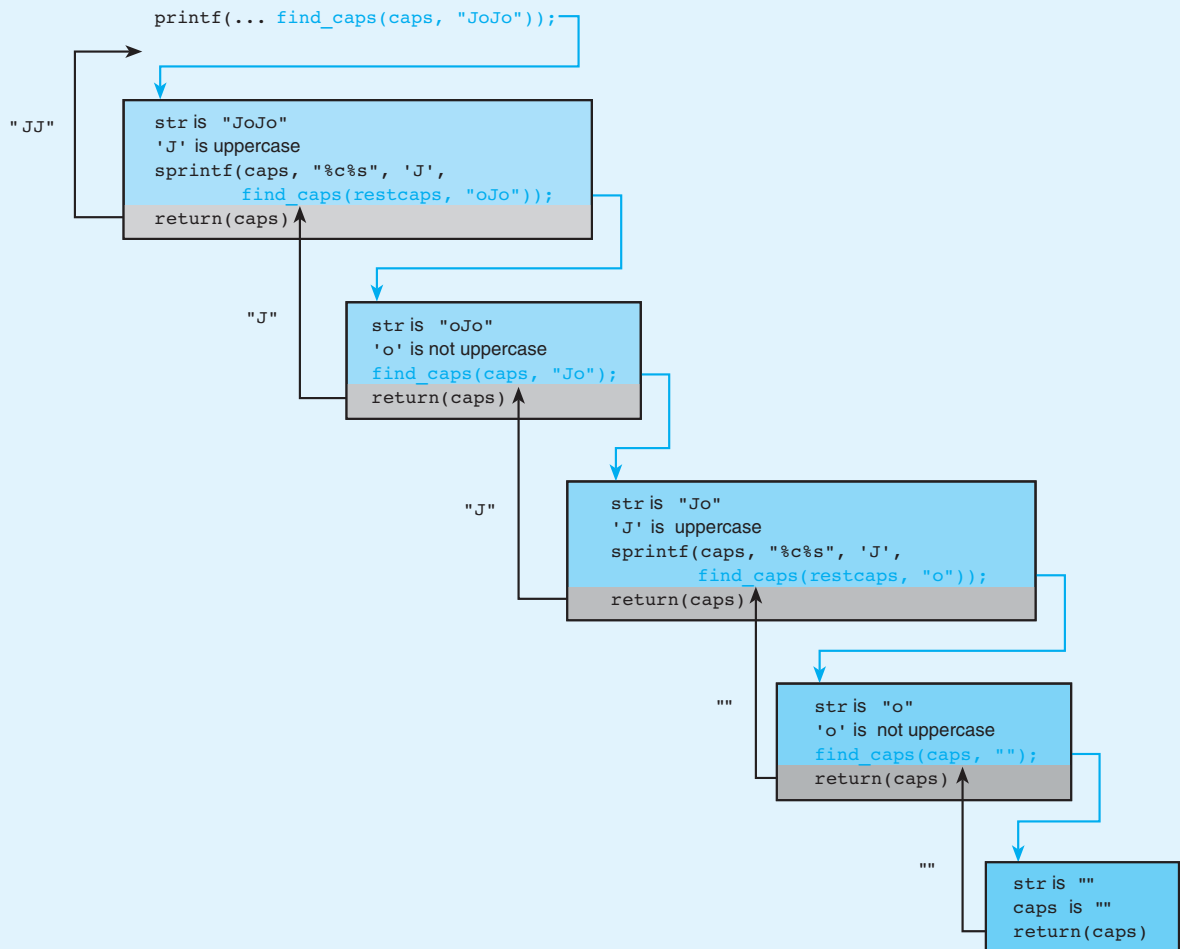 printf(... find_caps(caps, "JoJo"));
"JJ"
str is "JoJo"
'J' is uppercase
sprintf(caps, "%c%s", 'J',
find_caps(restcaps, "oJo"));
return(caps)
"J"
str is "oJo"
'o' is not uppercase
find_caps(caps, "Jo");
return(caps)
"J"
str is "Jo"
'J' is uppercase
sprintf(caps, "%c%s", 'J',
find_caps(restcaps, "o"));
return(caps)
""
str is "o"
'o' is not uppercase
find_caps(caps, "");
return(caps)
""
str is ""
caps is ""
return(caps)